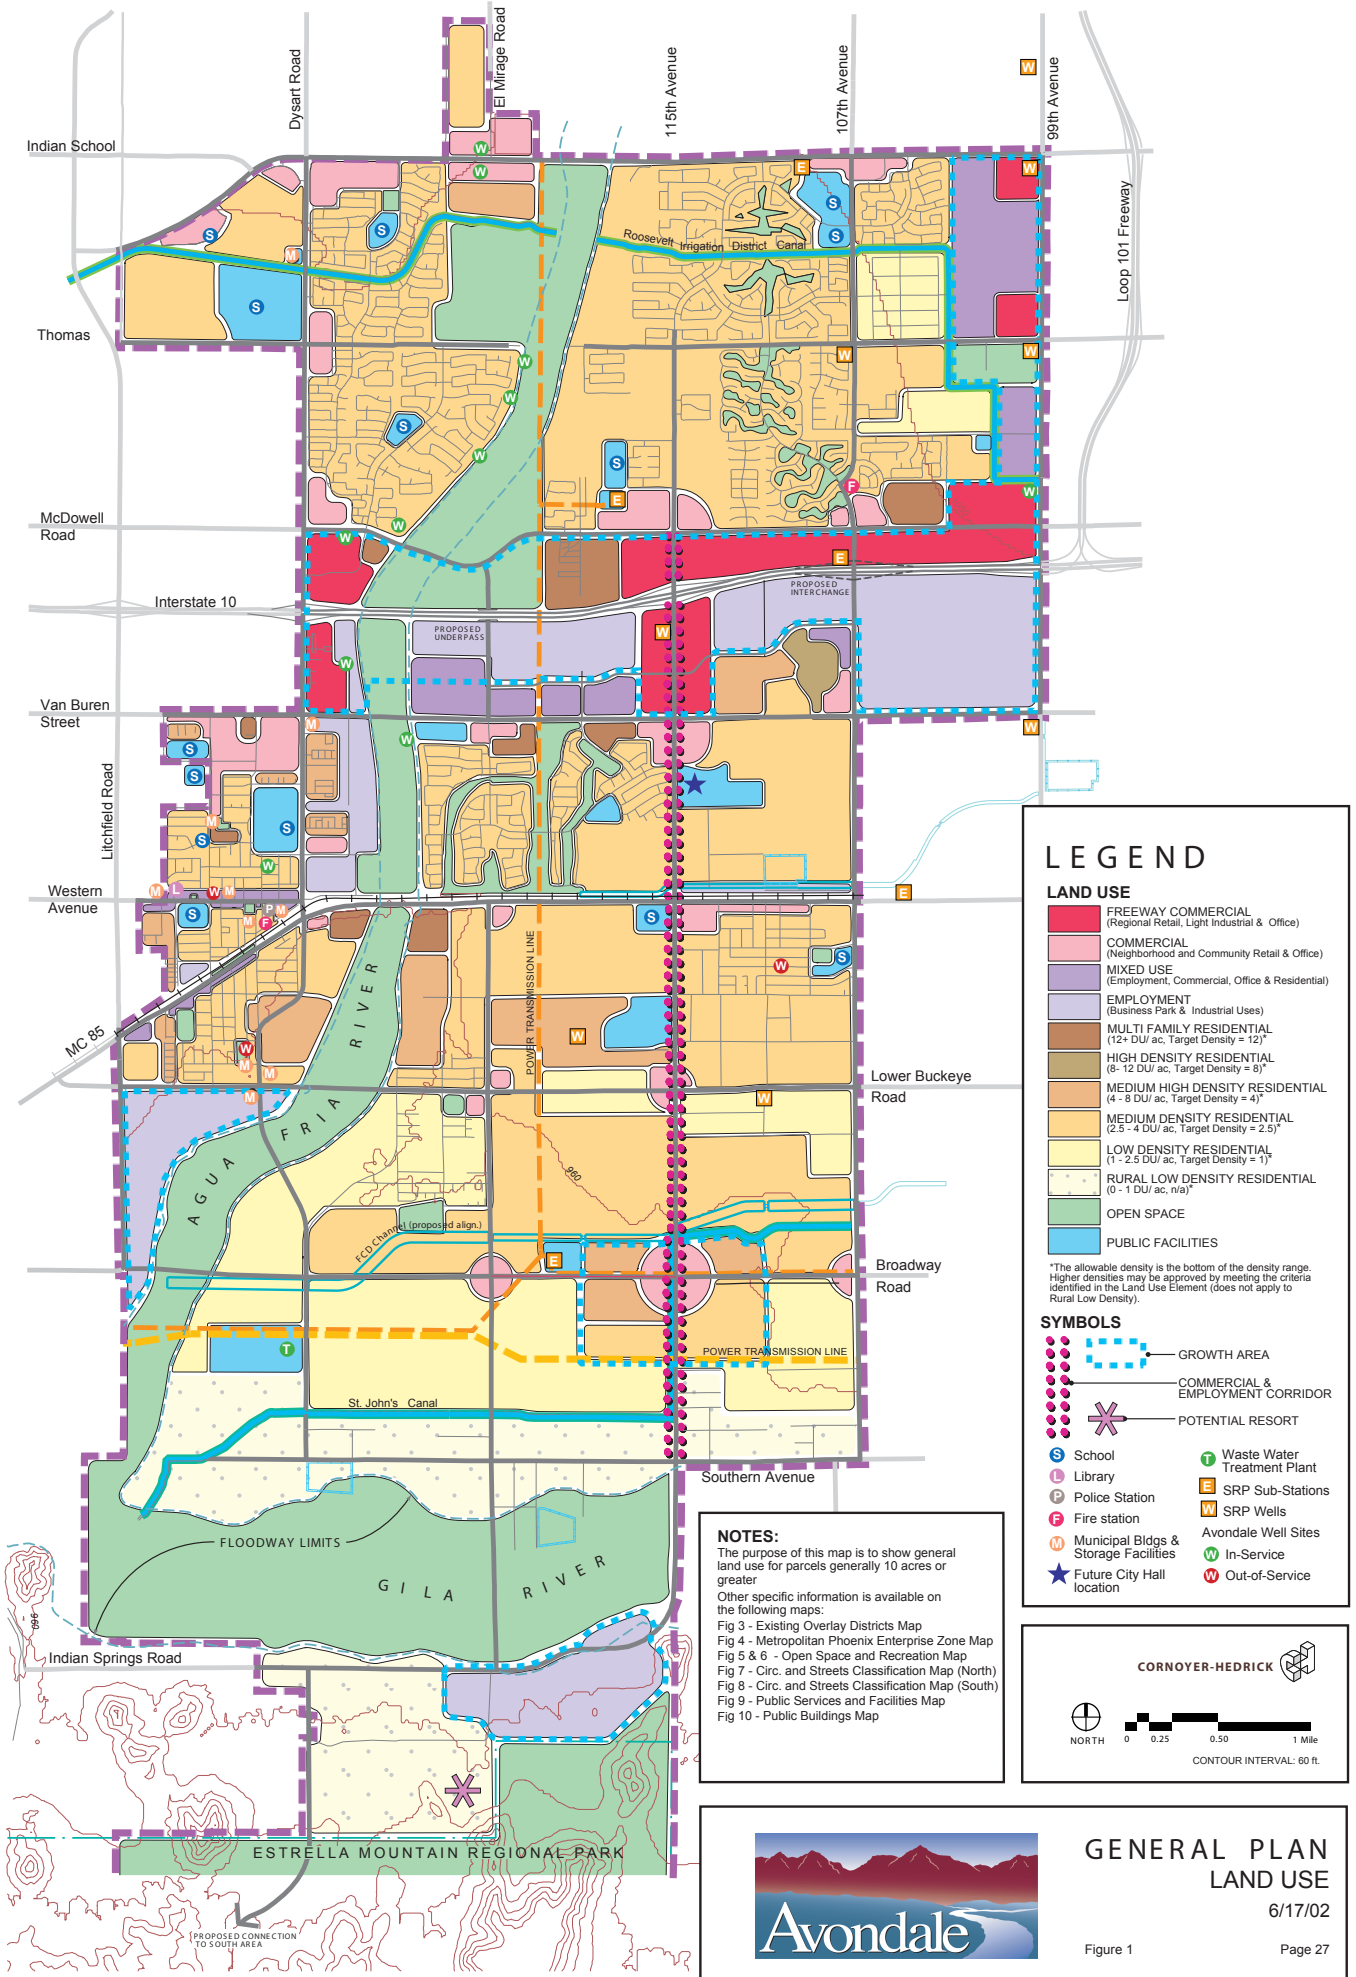 El Mirage Road
Dysart Road
115th Avenue
107th Avenue
99th Avenue
W
Indian School
W
W
E
W
S
S
S
S
M
Roosevelt Irrigation District Canal
Loop 101 Freeway
S
Thomas
W
W
W
W
S
W
S
F
W
E
McDowell
Road
W
W
E
PROPOSED
INTERCHANGE
Interstate 10
PROPOSED
UNDERPASS
W
W
Van Buren
Street
M
W
W
S
S
Litchfield Road
M
S
S
W
Western
Avenue
M
L
W
M
E
S
P
M
M
F
S
S
W
POWER TRANSMISSION LINE
RIVER
W
MC 85
W
M
M
M
W
Lower Buckeye
Road
FRIA
AGUA
960
FCD Channel (proposed align.)
E
Broadway
Road
T
POWER TRANSMISSION LINE
St. John's Canal
Southern Avenue
FLOODWAY LIMITS
GILA
RIVER
960
Indian Springs Road
ESTRELLA MOUNTAIN REGIONAL PARK
PROPOSED CONNECTION
TO SOUTH AREA
LEGEND
LAND USE
FREEWAY COMMERCIAL
(Regional Retail, Light Industrial & Office)
COMMERCIAL
(Neighborhood and Community Retail & Office)
MIXED USE
(Employment, Commercial, Office & Residential)
EMPLOYMENT
(Business Park & Industrial Uses)
MULTI FAMILY RESIDENTIAL
(12+ DU/ ac, Target Density = 12)*
HIGH DENSITY RESIDENTIAL
(8- 12 DU/ ac, Target Density = 8)*
MEDIUM HIGH DENSITY RESIDENTIAL
(4 - 8 DU/ ac, Target Density = 4)*
MEDIUM DENSITY RESIDENTIAL
(2.5 - 4 DU/ ac, Target Density = 2.5)*
LOW DENSITY RESIDENTIAL
(1 - 2.5 DU/ ac, Target Density = 1)*
RURAL LOW DENSITY RESIDENTIAL
(0 - 1 DU/ ac, n/a)*
OPEN SPACE
PUBLIC FACILITIES
*The allowable density is the bottom of the density range.
Higher densities may be approved by meeting the criteria
identified in the Land Use Element (does not apply to
Rural Low Density).
SYMBOLS
GROWTH AREA
COMMERCIAL &
EMPLOYMENT CORRIDOR
POTENTIAL RESORT
S School
L Library
P Police Station
F Fire station
M Municipal Bldgs &
Storage Facilities
Future City Hall
location
T Waste Water
Treatment Plant
E SRP Sub-Stations
W SRP Wells
Avondale Well Sites
W In-Service
W Out-of-Service
NOTES:
The purpose of this map is to show general
land use for parcels generally 10 acres or
greater
Other specific information is available on
the following maps:
Fig 3 - Existing Overlay Districts Map
Fig 4 - Metropolitan Phoenix Enterprise Zone Map
Fig 5 & 6 - Open Space and Recreation Map
Fig 7 - Circ. and Streets Classification Map (North)
Fig 8 - Circ. and Streets Classification Map (South)
Fig 9 - Public Services and Facilities Map
Fig 10 - Public Buildings Map
CORNOYER-HEDRICK
NORTH
0 0.25 0.50 1 Mile
CONTOUR INTERVAL: 60 ft.
Avondale
GENERAL PLAN
LAND USE
6/17/02
Figure 1 Page 27